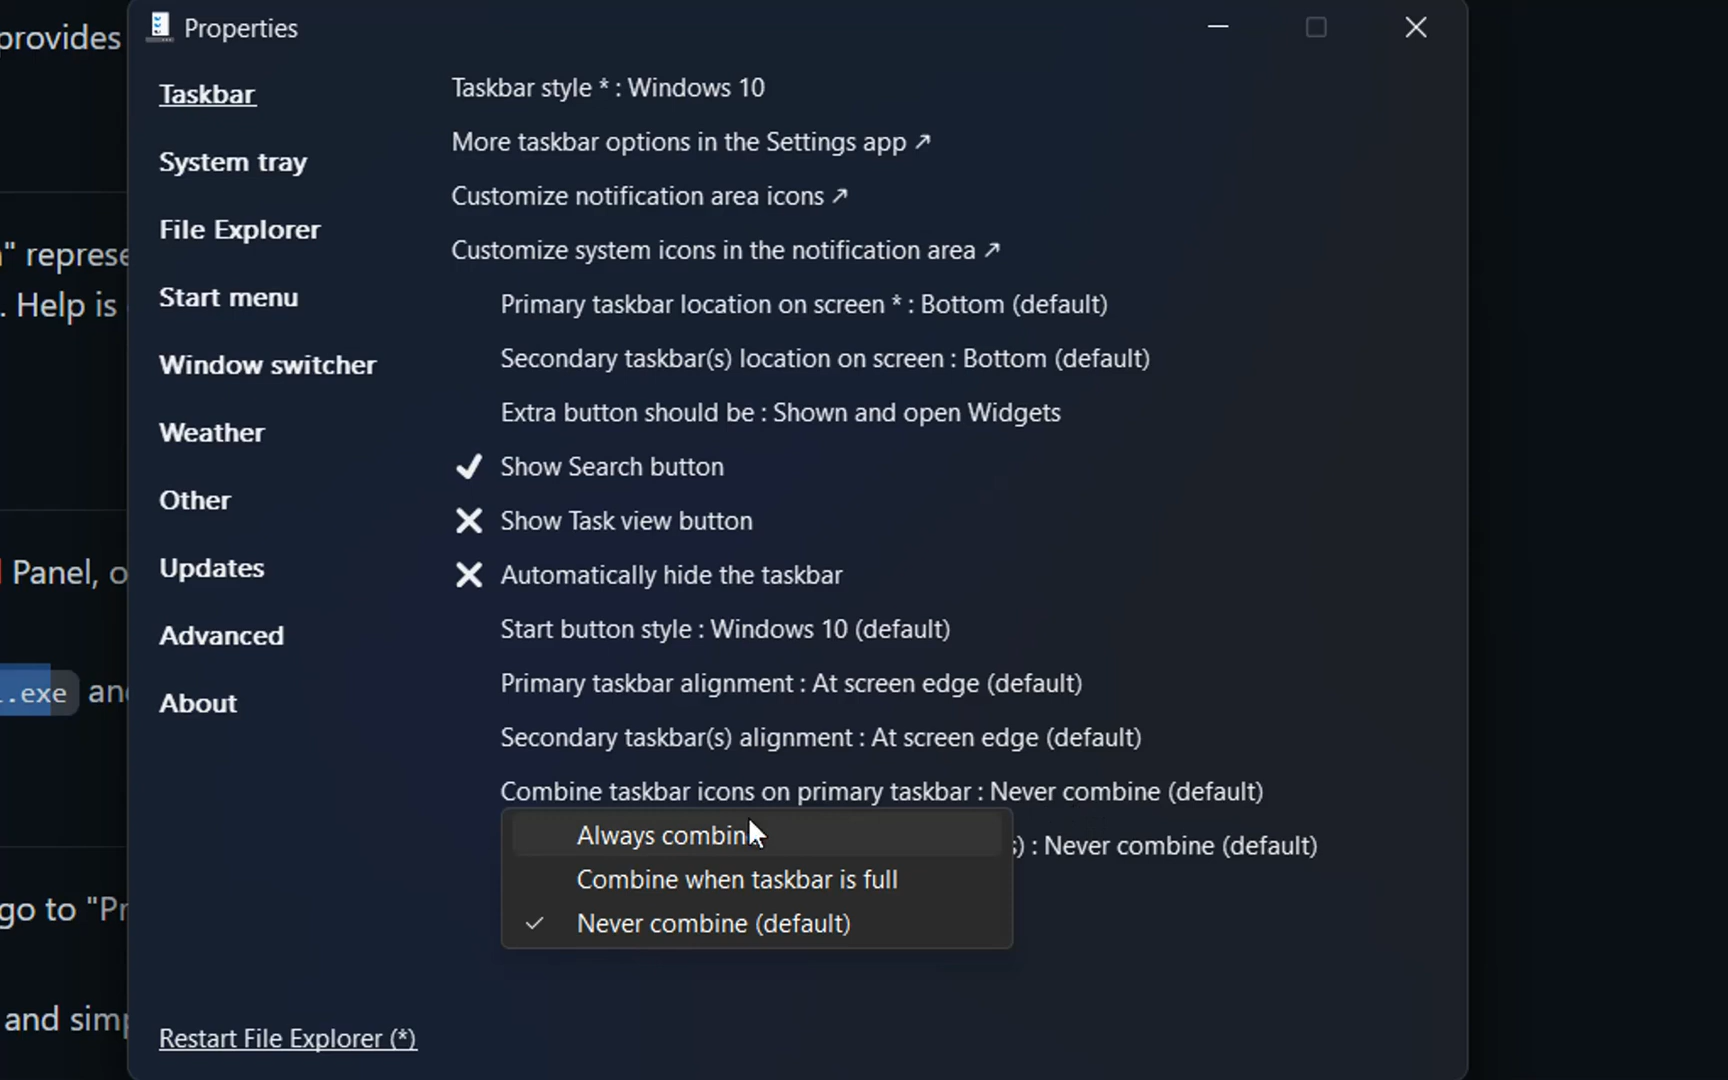 provides
Properties
Taskbar
Taskbar style * : Windows 10
More taskbar options in the Settings app ↗
System tray
Customize notification area icons ↗
File Explorer
" represe
Customize system icons in the notification area ↗
. Help is
Start menu
Primary taskbar location on screen * : Bottom (default)
Window switcher
Secondary taskbar(s) location on screen : Bottom (default)
Weather
Extra button should be : Shown and open Widgets
Show Search button
Other
Show Task view button
Updates
Panel, o
Automatically hide the taskbar
Advanced
Start button style : Windows 10 (default)
.exe and
About
Primary taskbar alignment : At screen edge (default)
Secondary taskbar(s) alignment : At screen edge (default)
Combine taskbar icons on primary taskbar : Never combine (default)
Always combine
) : Never combine (default)
Combine when taskbar is full
go to "Pr
Never combine (default)
and simp
Restart File Explorer (*)